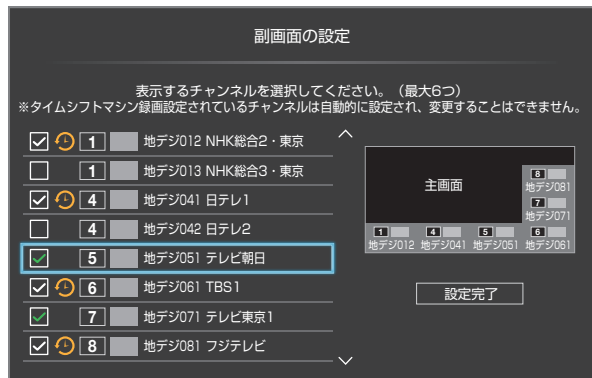 副画面の設定
表示するチャンネルを選択してください。(最大6つ)
※タイムシフトマシン録画設定されているチャンネルは自動的に設定され、変更することはできません。
1 地デジ012 NHK総合2・東京
1 地デジ013 NHK総合3・東京
4 地デジ041 日テレ1
4 地デジ042 日テレ2
5 地デジ051 テレビ朝日
6 地デジ061 TBS1
7 地デジ071 テレビ東京1
8 地デジ081 フジテレビ
主画面
8
地デジ081
7
地デジ071
1 4 5 6
地デジ012 地デジ041 地デジ051 地デジ061
設定完了